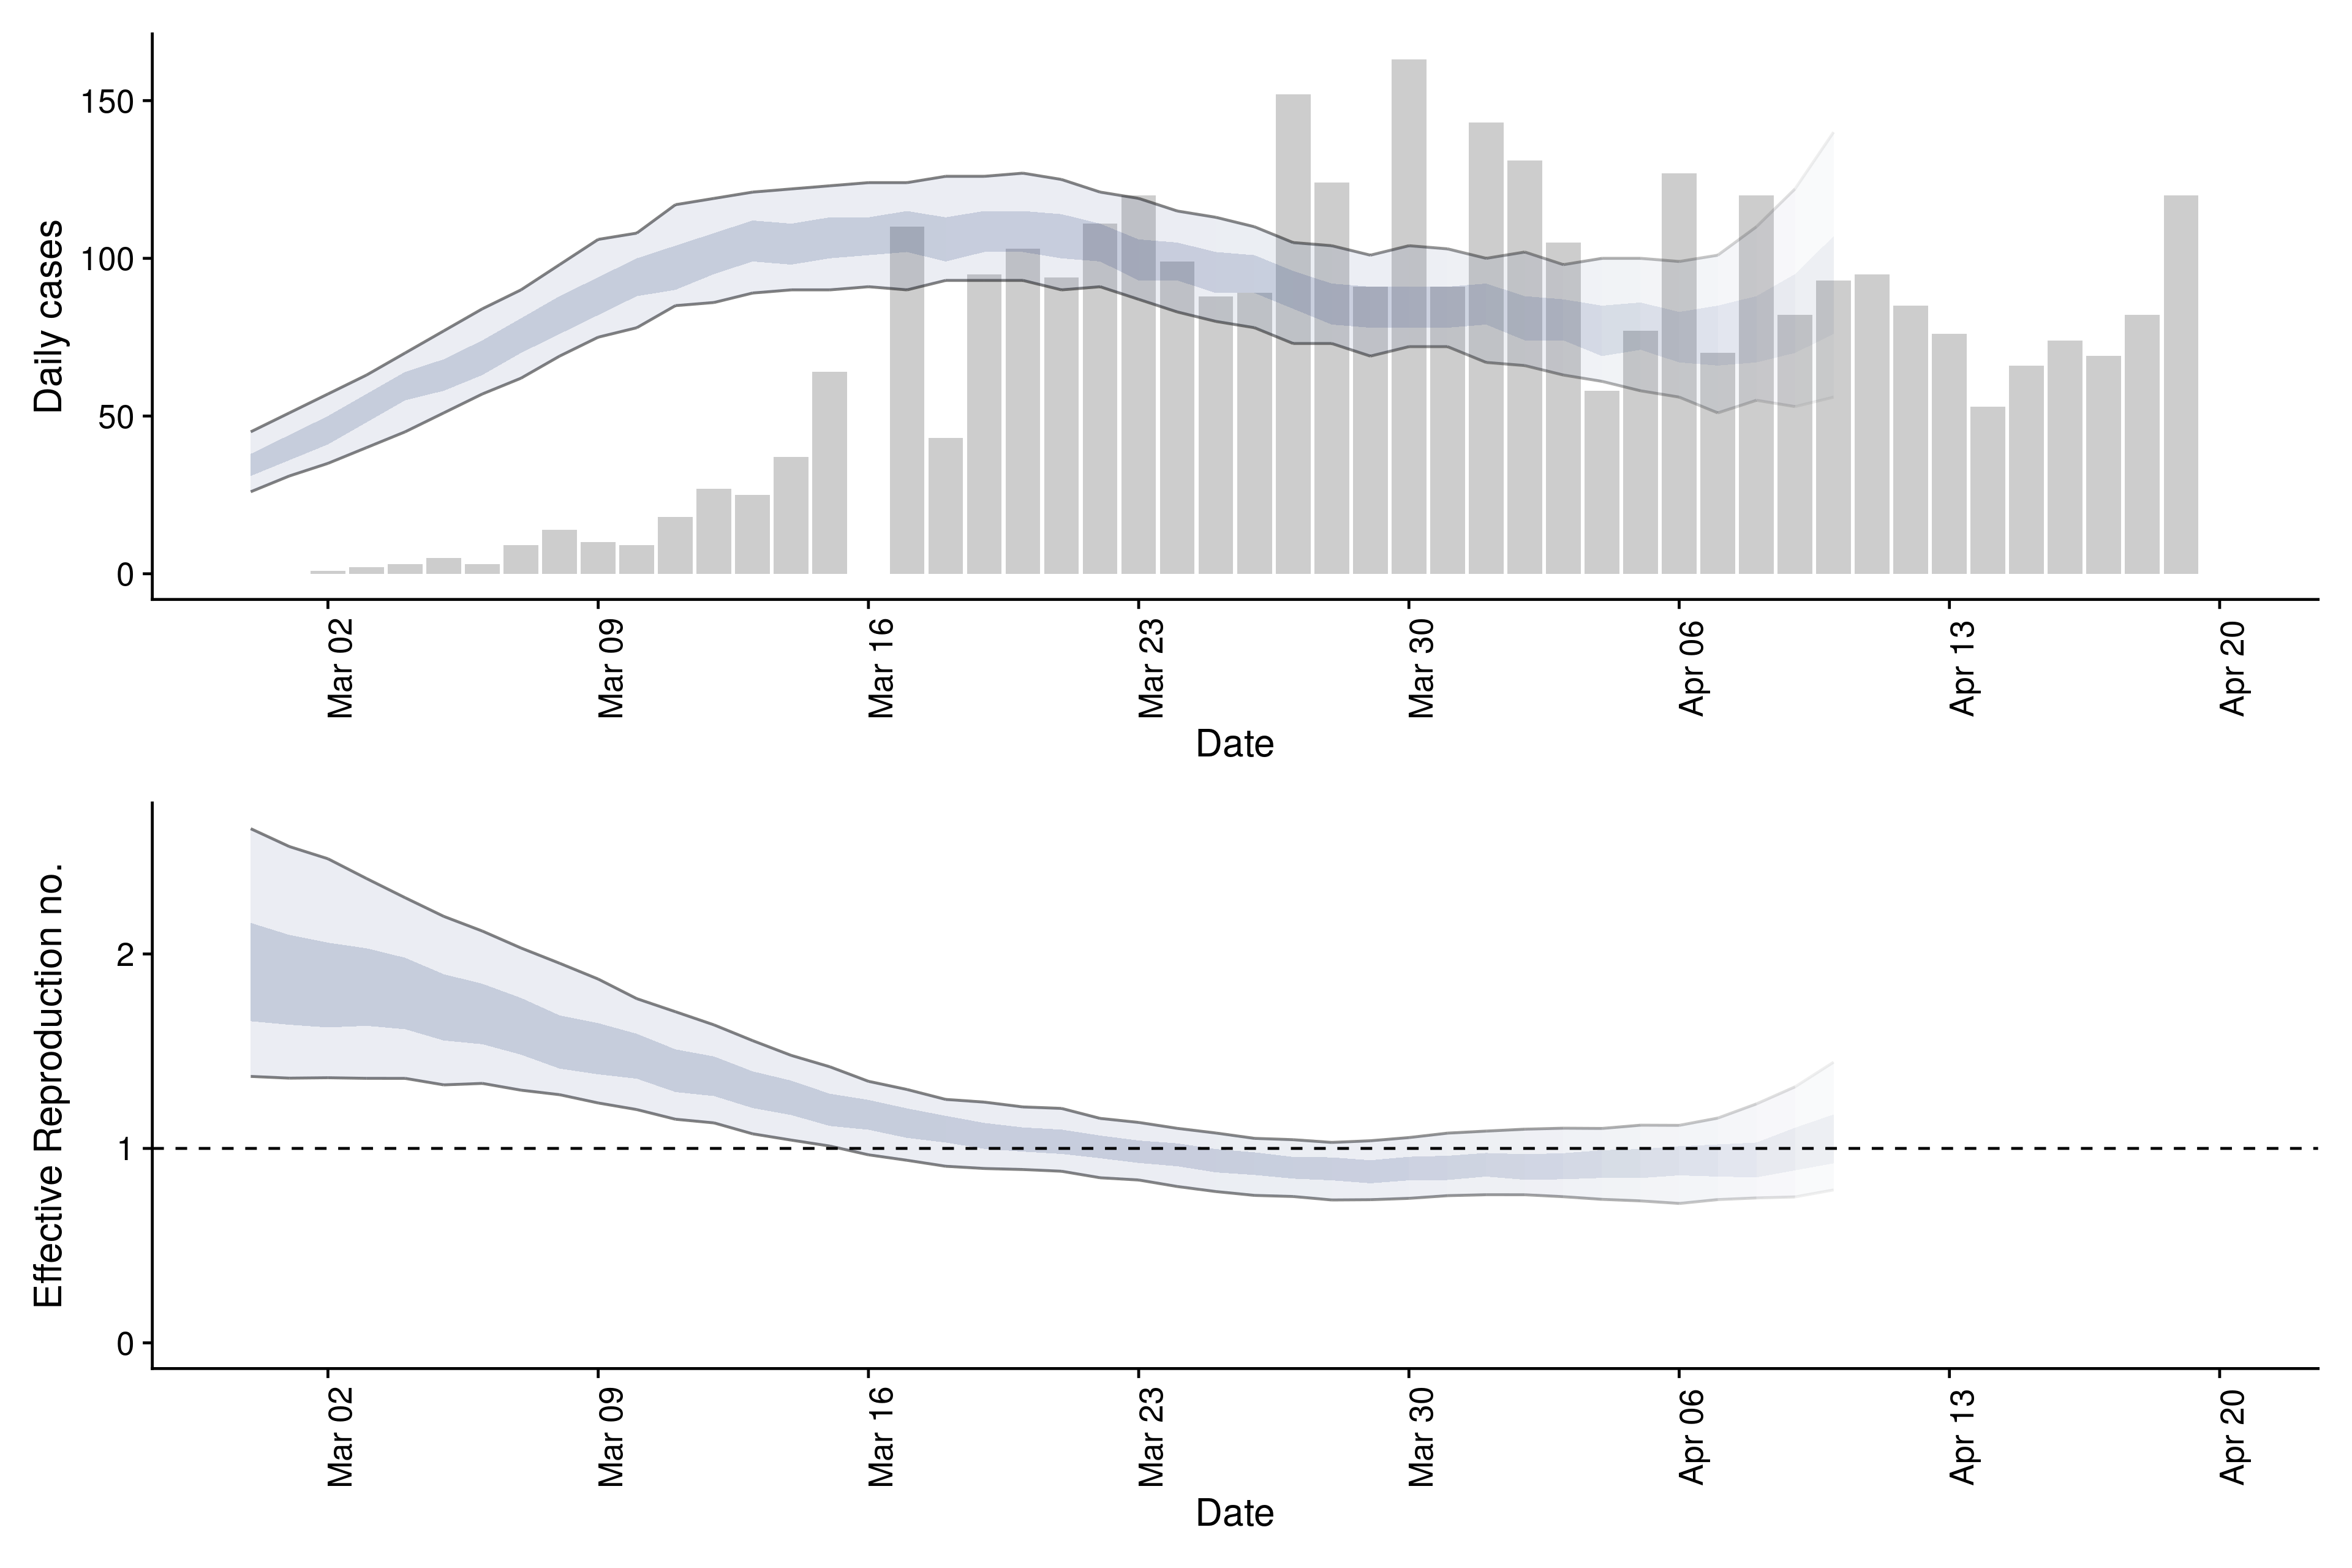 Daily cases
150
100
50
0
Mar 02
Mar 09
Mar 16
Mar 23
Mar 30
Apr 06
Apr 13
Apr 20
Date
Effective Reproduction no.
2
1
0
Mar 02
Mar 09
Mar 16
Mar 23
Mar 30
Apr 06
Apr 13
Apr 20
Date